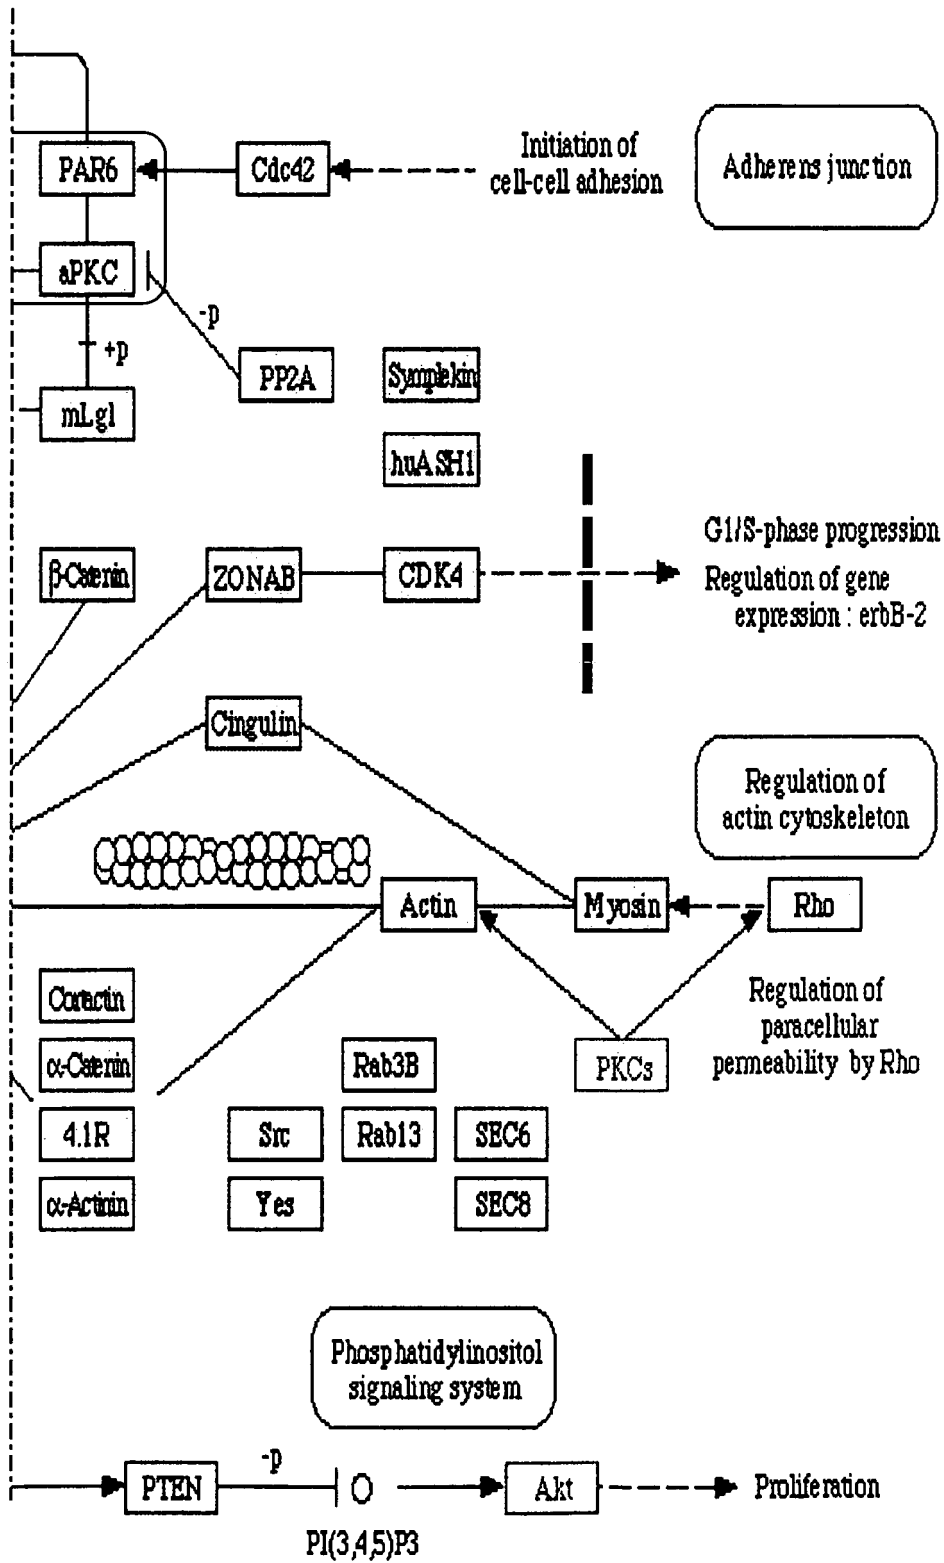 Initiation of
cell-cell adhesion
Adherens junction
PAR6
Cdc42
aPKC
-p
+p
PP2A
Symplekin
mLgl
huASH1
G1/S-phase progression
β-Catenin
ZONAB
CDK4
Regulation of gene
expression : erbB-2
Cingulin
Regulation of
actin cytoskeleton
Actin
Myosin
Rho
Cortactin
Regulation of
paracellular
permeability by Rho
α-Catenin
Rab3B
PKCs
4.1R
Src
Rab13
SEC6
α-Actinin
Yes
SEC8
Phosphatidylinositol
signaling system
-p
PTEN
Akt
Proliferation
PI(3,4,5)P3